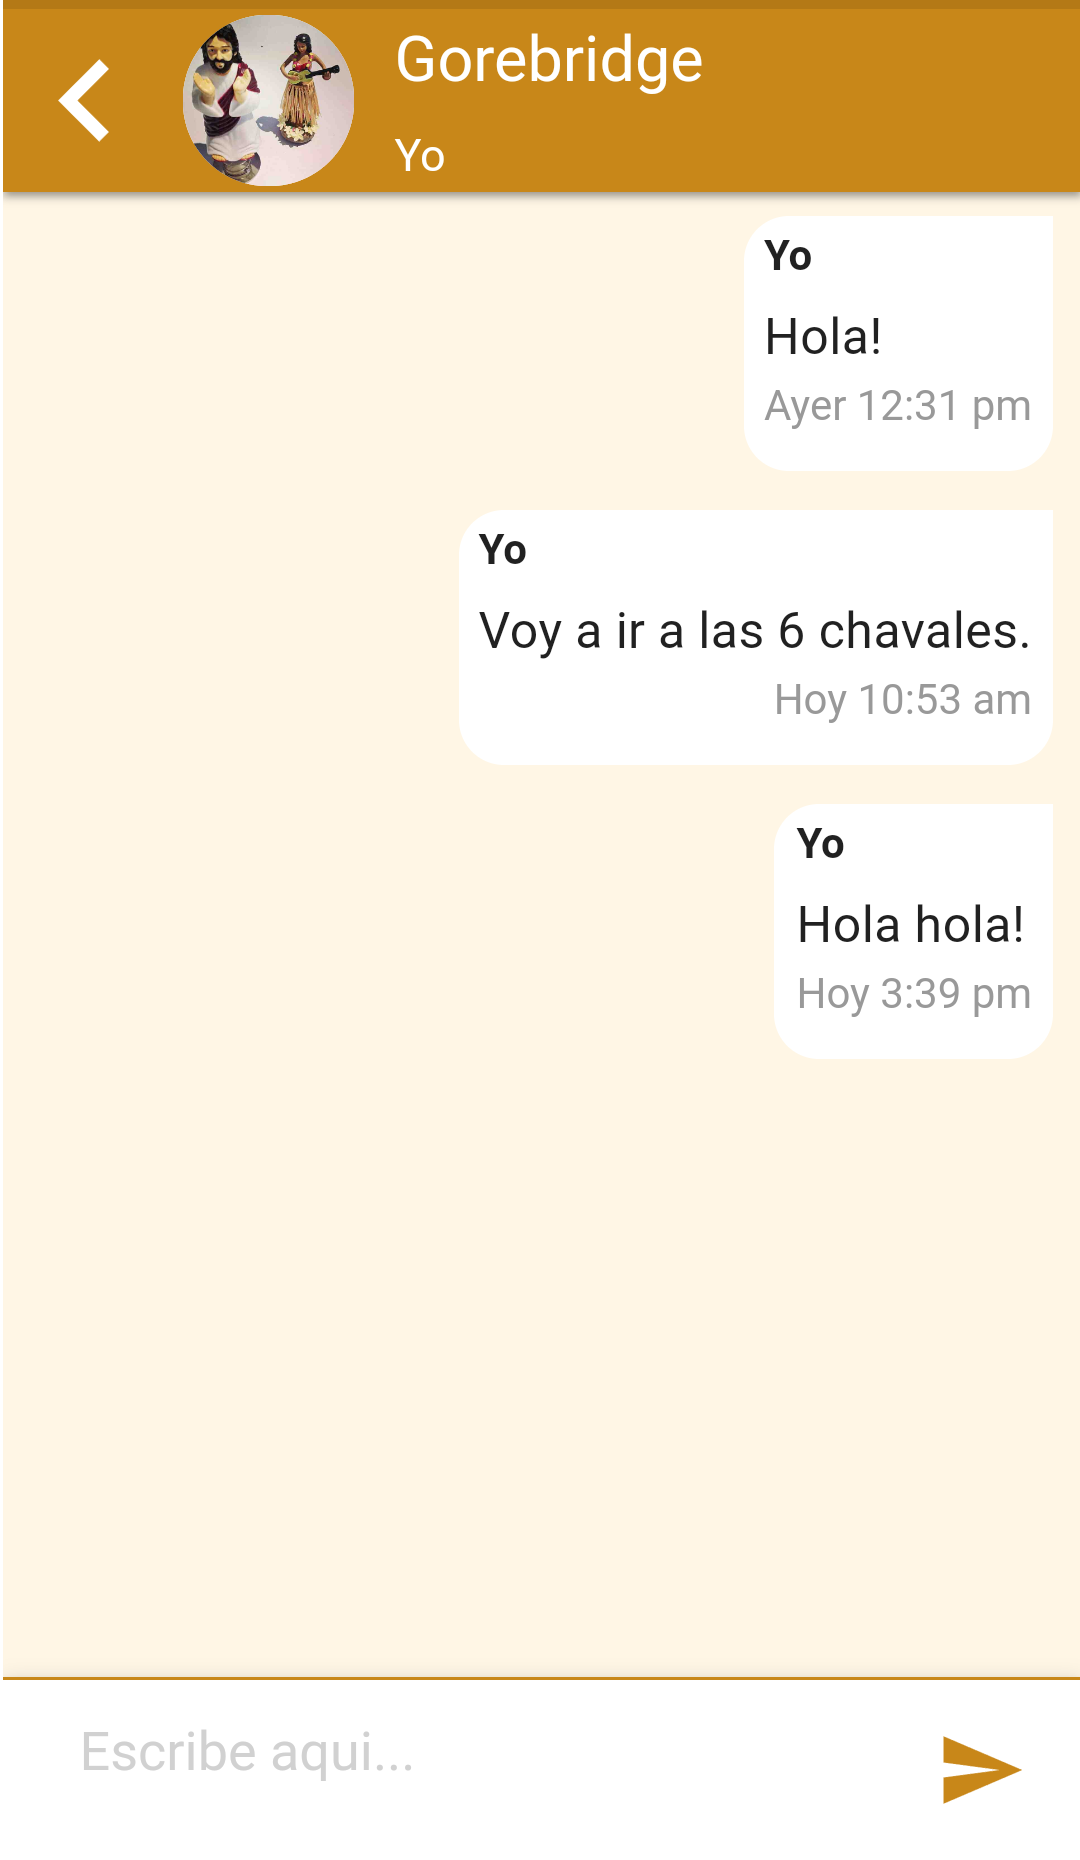 Gorebridge
Yo
Yo
Hola!
Ayer 12:31 pm
Yo
Voy a ir a las 6 chavales.
Hoy 10:53 am
Yo
Hola hola!
Hoy 3:39 pm
Escribe aqui...